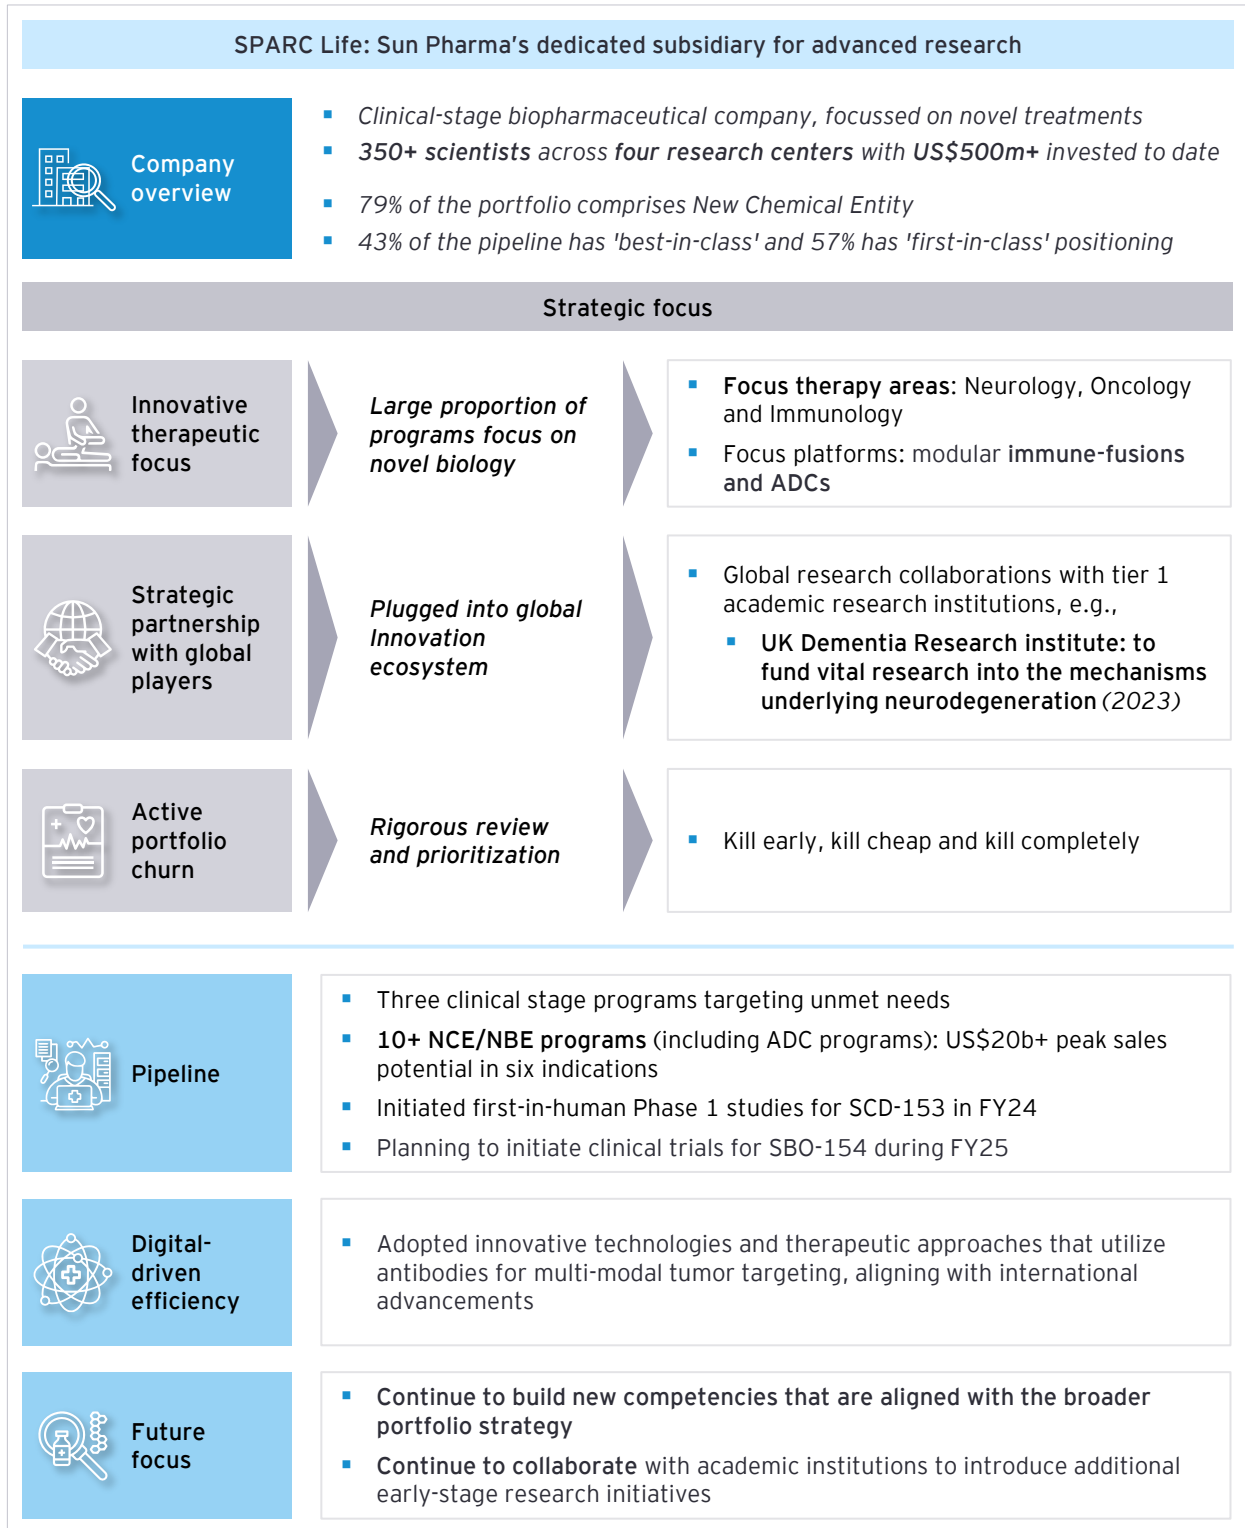 SPARC Life: Sun Pharma's dedicated subsidiary for advanced research
Company
overview
▪ Clinical-stage biopharmaceutical company, focussed on novel treatments
▪ 350+ scientists across four research centers with US$500m+ invested to date
▪ 79% of the portfolio comprises New Chemical Entity
▪ 43% of the pipeline has 'best-in-class' and 57% has 'first-in-class' positioning
Strategic focus
Innovative
therapeutic
focus
Large proportion of
programs focus on
novel biology
▪ Focus therapy areas: Neurology, Oncology
and Immunology
▪ Focus platforms: modular immune-fusions
and ADCs
Strategic
partnership
with global
players
Plugged into global
Innovation
ecosystem
▪ Global research collaborations with tier 1
academic research institutions, e.g.,
▪ UK Dementia Research institute: to
fund vital research into the mechanisms
underlying neurodegeneration (2023)
Active
portfolio
churn
Rigorous review
and prioritization
▪ Kill early, kill cheap and kill completely
Pipeline
▪ Three clinical stage programs targeting unmet needs
▪ 10+ NCE/NBE programs (including ADC programs): US$20b+ peak sales
potential in six indications
▪ Initiated first-in-human Phase 1 studies for SCD-153 in FY24
▪ Planning to initiate clinical trials for SBO-154 during FY25
Digital-
driven
efficiency
▪ Adopted innovative technologies and therapeutic approaches that utilize
antibodies for multi-modal tumor targeting, aligning with international
advancements
Future
focus
▪ Continue to build new competencies that are aligned with the broader
portfolio strategy
▪ Continue to collaborate with academic institutions to introduce additional
early-stage research initiatives